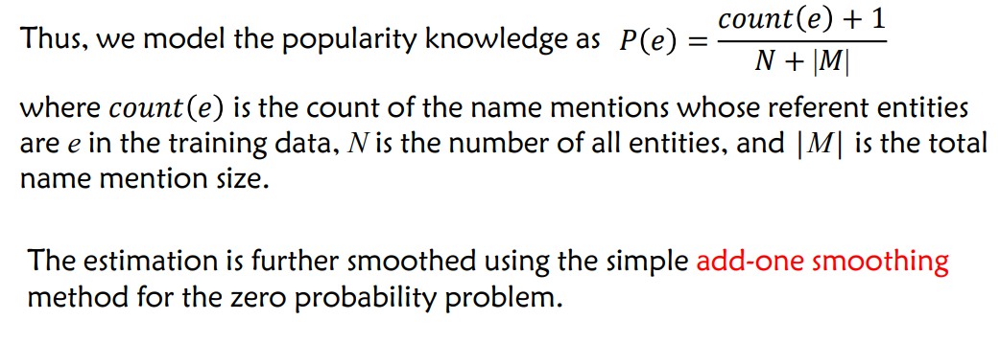 Thus, we model the popularity knowledge as P(e) = \frac{count(e) + 1}{N + |M|}
where count(e) is the count of the name mentions whose referent entities
are e in the training data, N is the number of all entities, and |M| is the total
name mention size.
The estimation is further smoothed using the simple add-one smoothing
method for the zero probability problem.